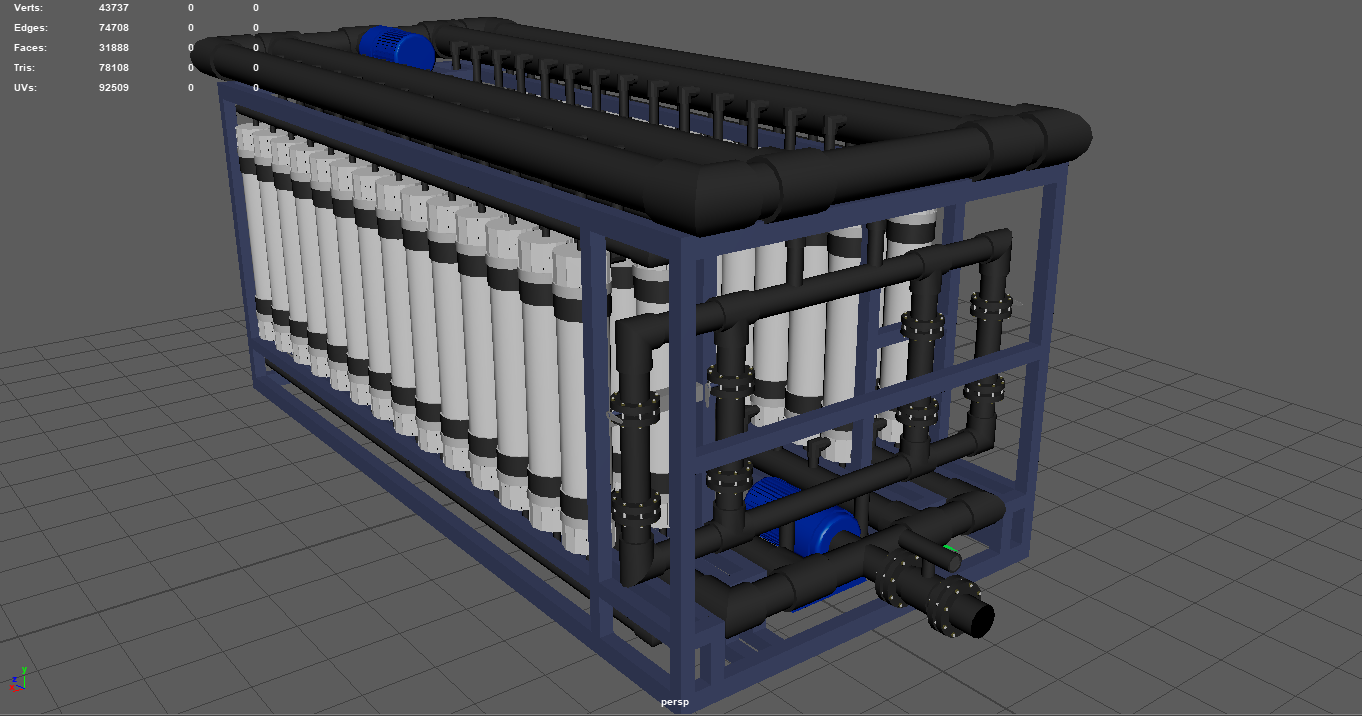 Verts: 43737 0 0
Edges: 74708 0 0
Faces: 31888 0 0
Tris: 78108 0 0
UVs: 92509 0 0
y
z
x
persp